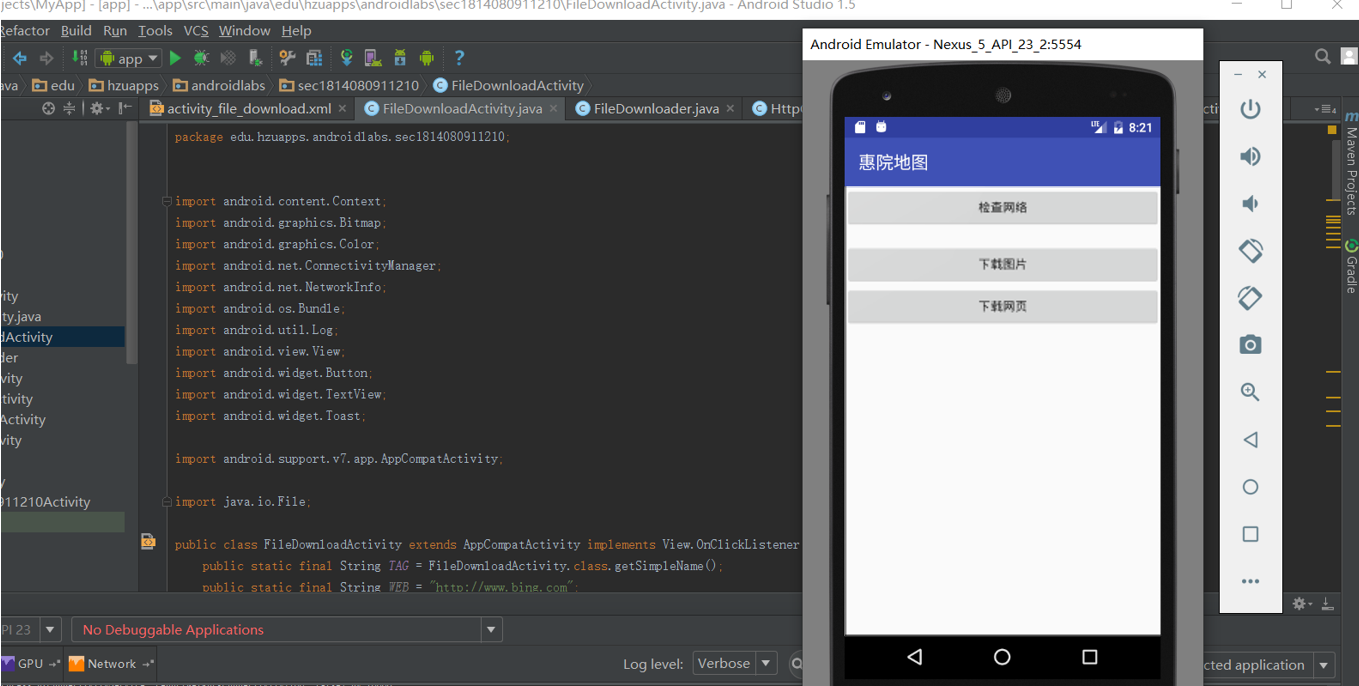 jects\MyApp] - [app] - ...\app\src\main\java\edu\hzuapps\androidlabs\sec1814080911210\FileDownloadActivity.java - Android Studio 1.5
Refactor Build Run Tools VCS Window Help
app
ava edu hzuapps androidlabs sec1814080911210 FileDownloadActivity
activity_file_download.xml FileDownloadActivity.java FileDownloader.java Http
package edu.hzuapps.androidlabs.sec1814080911210;
import android.content.Context;
import android.graphics.Bitmap;
import android.graphics.Color;
import android.net.ConnectivityManager;
import android.net.NetworkInfo;
import android.os.Bundle;
import android.util.Log;
import android.view.View;
import android.widget.Button;
import android.widget.TextView;
import android.widget.Toast;
import android.support.v7.app.AppCompatActivity;
import java.io.File;
public class FileDownloadActivity extends AppCompatActivity implements View.OnClickListener
public static final String TAG = FileDownloadActivity.class.getSimpleName();
public static final String WEB = "http://www.bing.com";
ivity
ty.java
dActivity
der
ivity
tivity
Activity
vity
y
911210Activity
Android Emulator - Nexus_5_API_23_2:5554
LTE 8:21
惠院地图
检查网络
下载图片
下载网页
Maven Projects
Gradle
PI 23 No Debuggable Applications
GPU Network
Log level: Verbose
cted application